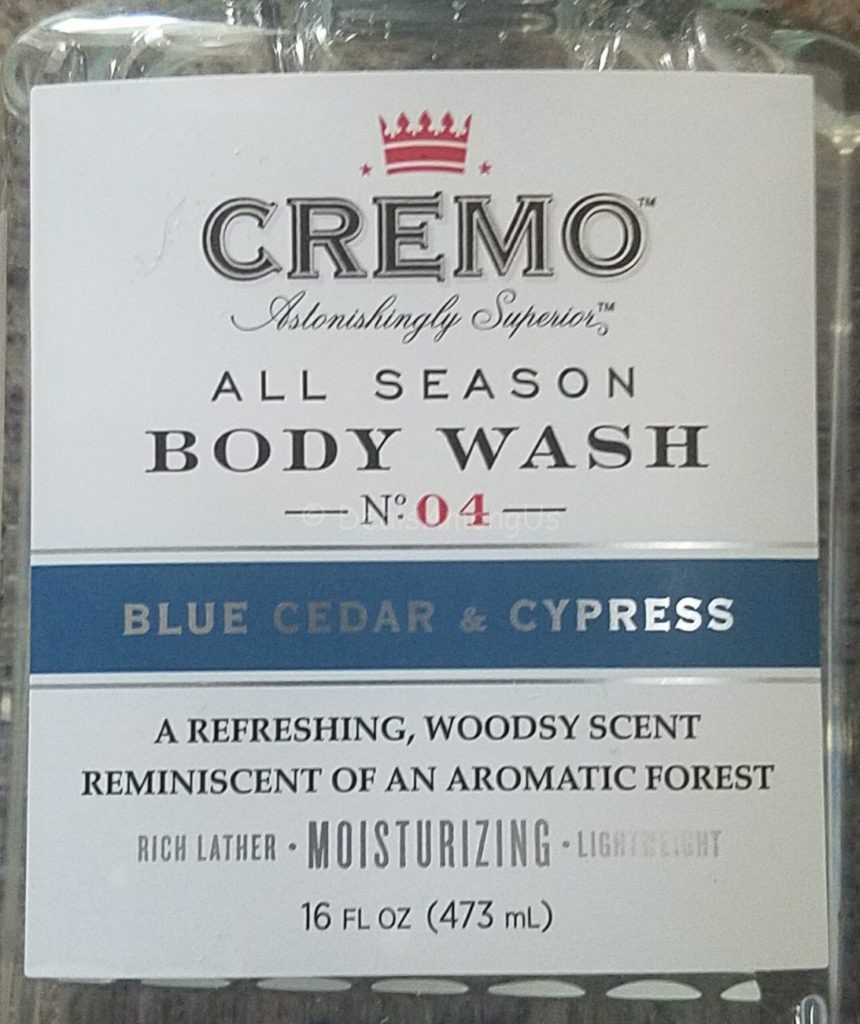 CREMO™
Astonishingly Superior™
ALL SEASON
BODY WASH
Nº 04
BLUE CEDAR & CYPRESS
A REFRESHING, WOODSY SCENT
REMINISCENT OF AN AROMATIC FOREST
RICH LATHER • MOISTURIZING • LIGHTWEIGHT
16 FL OZ (473 mL)